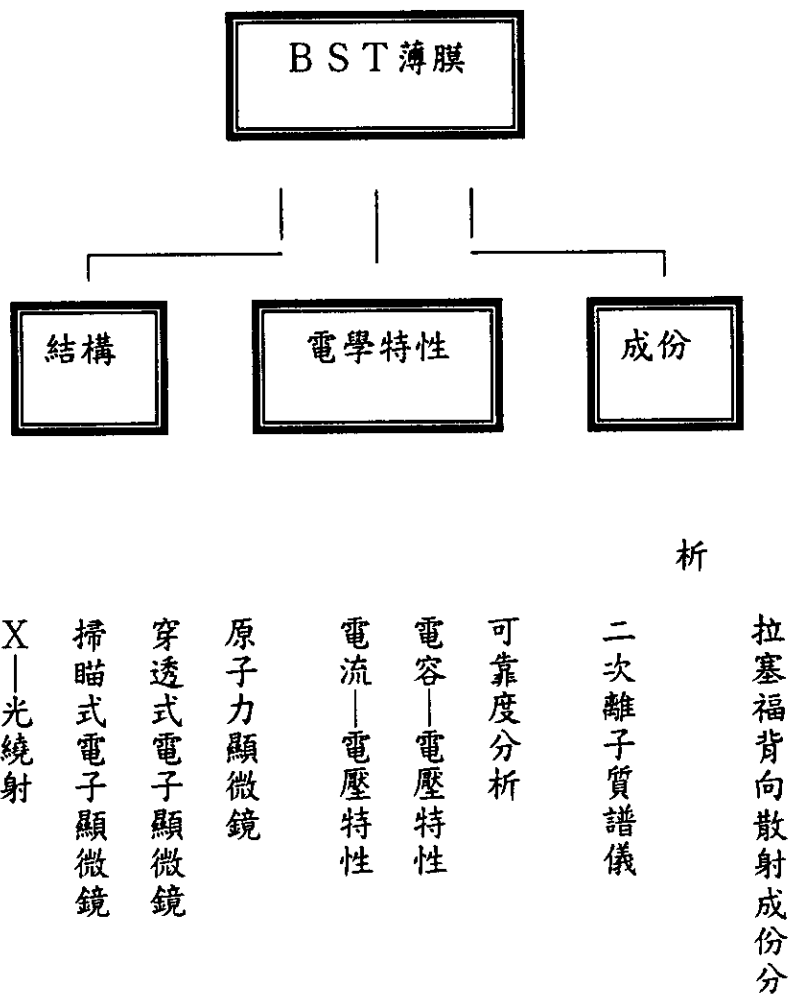 BST薄膜
結構
電學特性
成份
X—光繞射
掃瞄式電子顯微鏡
穿透式電子顯微鏡
原子力顯微鏡
電流—電壓特性
電容—電壓特性
可靠度分析
二次離子質譜儀
拉塞福背向散射成份分
析